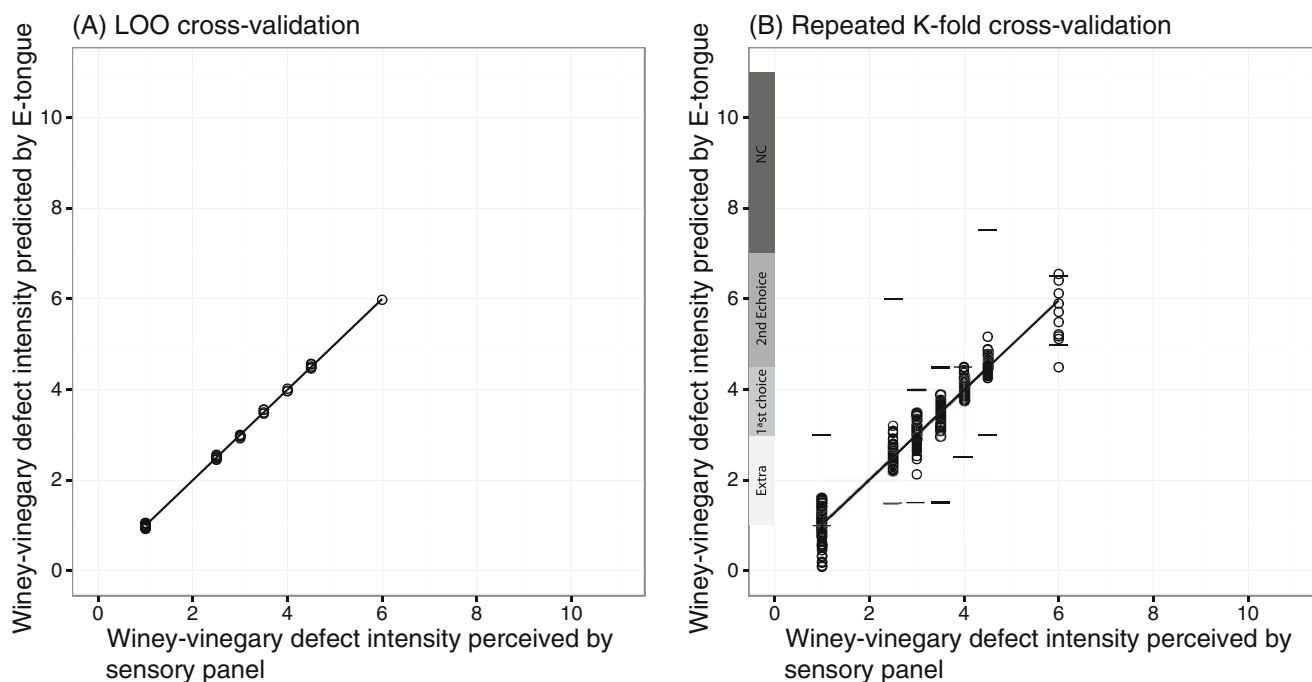 (A) LOO cross-validation
Winey-vinegary defect intensity predicted by E-tongue
10
8
6
4
2
0
0 2 4 6 8 10
Winey-vinegary defect intensity perceived by
sensory panel
(B) Repeated K-fold cross-validation
Winey-vinegary defect intensity predicted by E-tongue
10
8
6
4
2
0
NC
2nd Echoice
1ªst choice
Extra
0 2 4 6 8 10
Winey-vinegary defect intensity perceived by
sensory panel